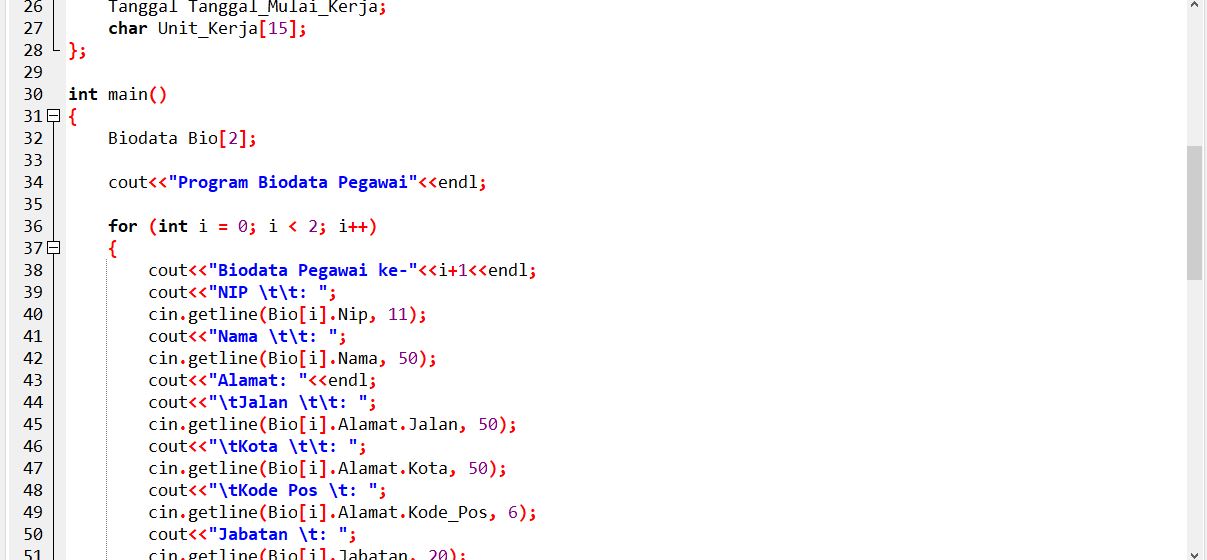 26 Tanggal Tanggal_Mulai_Kerja;
27 char Unit_Kerja[15];
28 };
29
30 int main()
31 {
32 Biodata Bio[2];
33
34 cout<<"Program Biodata Pegawai"<<endl;
35
36 for (int i = 0; i < 2; i++)
37 {
38 cout<<"Biodata Pegawai ke-"<<i+1<<endl;
39 cout<<"NIP \t\t: ";
40 cin.getline(Bio[i].Nip, 11);
41 cout<<"Nama \t\t: ";
42 cin.getline(Bio[i].Nama, 50);
43 cout<<"Alamat: "<<endl;
44 cout<<"\tJalan \t\t: ";
45 cin.getline(Bio[i].Alamat.Jalan, 50);
46 cout<<"\tKota \t\t: ";
47 cin.getline(Bio[i].Alamat.Kota, 50);
48 cout<<"\tKode Pos \t: ";
49 cin.getline(Bio[i].Alamat.Kode_Pos, 6);
50 cout<<"Jabatan \t: ";
51 cin.getline(Bio[i].Jabatan, 20);